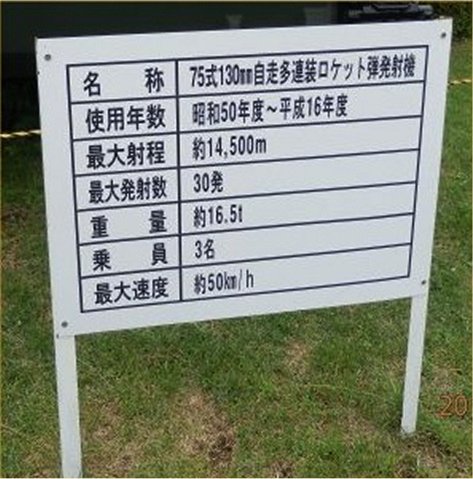 名称 75式130mm自走多連装ロケット弾発射機
使用年数 昭和50年度～平成16年度
最大射程 約14,500m
最大発射数 30発
重量 約16.5t
乗員 3名
最大速度 約50km/h
20